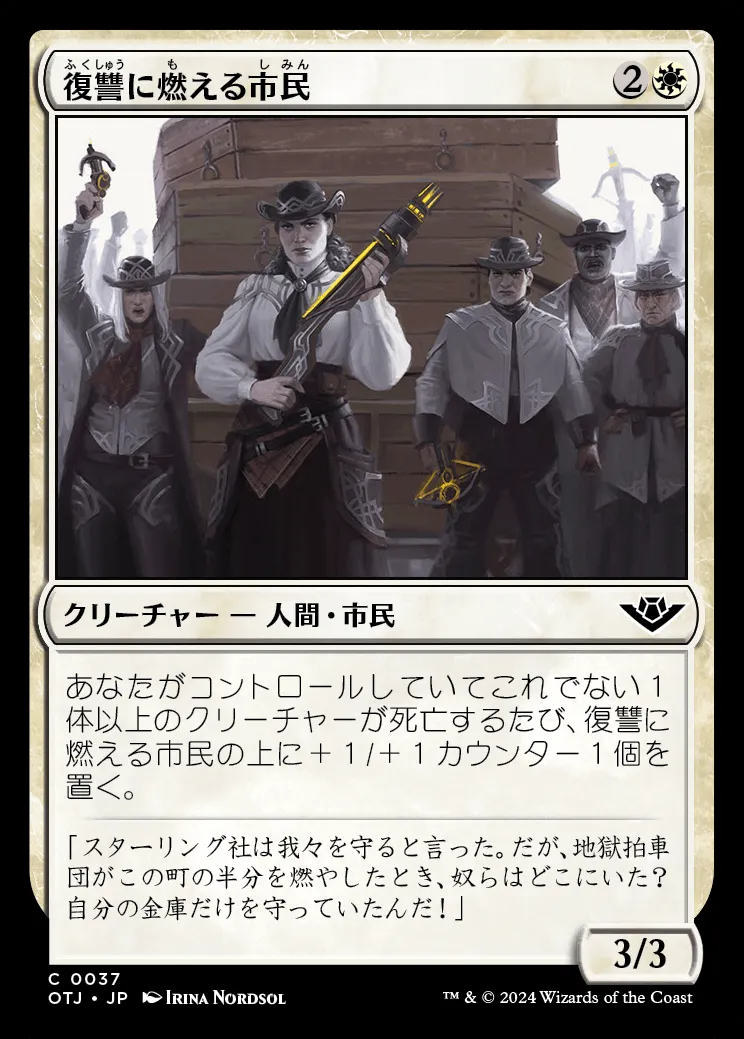 復讐に燃える市民
ふくしゅう も しみん
2
クリーチャー — 人間・市民
あなたがコントロールしていてこれでない１
体以上のクリーチャーが死亡するたび、復讐に
燃える市民の上に＋１/＋１カウンター１個を
置く。
「スターリング社は我々を守ると言った。だが、地獄拍車
団がこの町の半分を燃やしたとき、奴らはどこにいた？
自分の金庫だけを守っていたんだ！」
3/3
C 0037
OTJ • JP Irina Nordsol
™ & © 2024 Wizards of the Coast